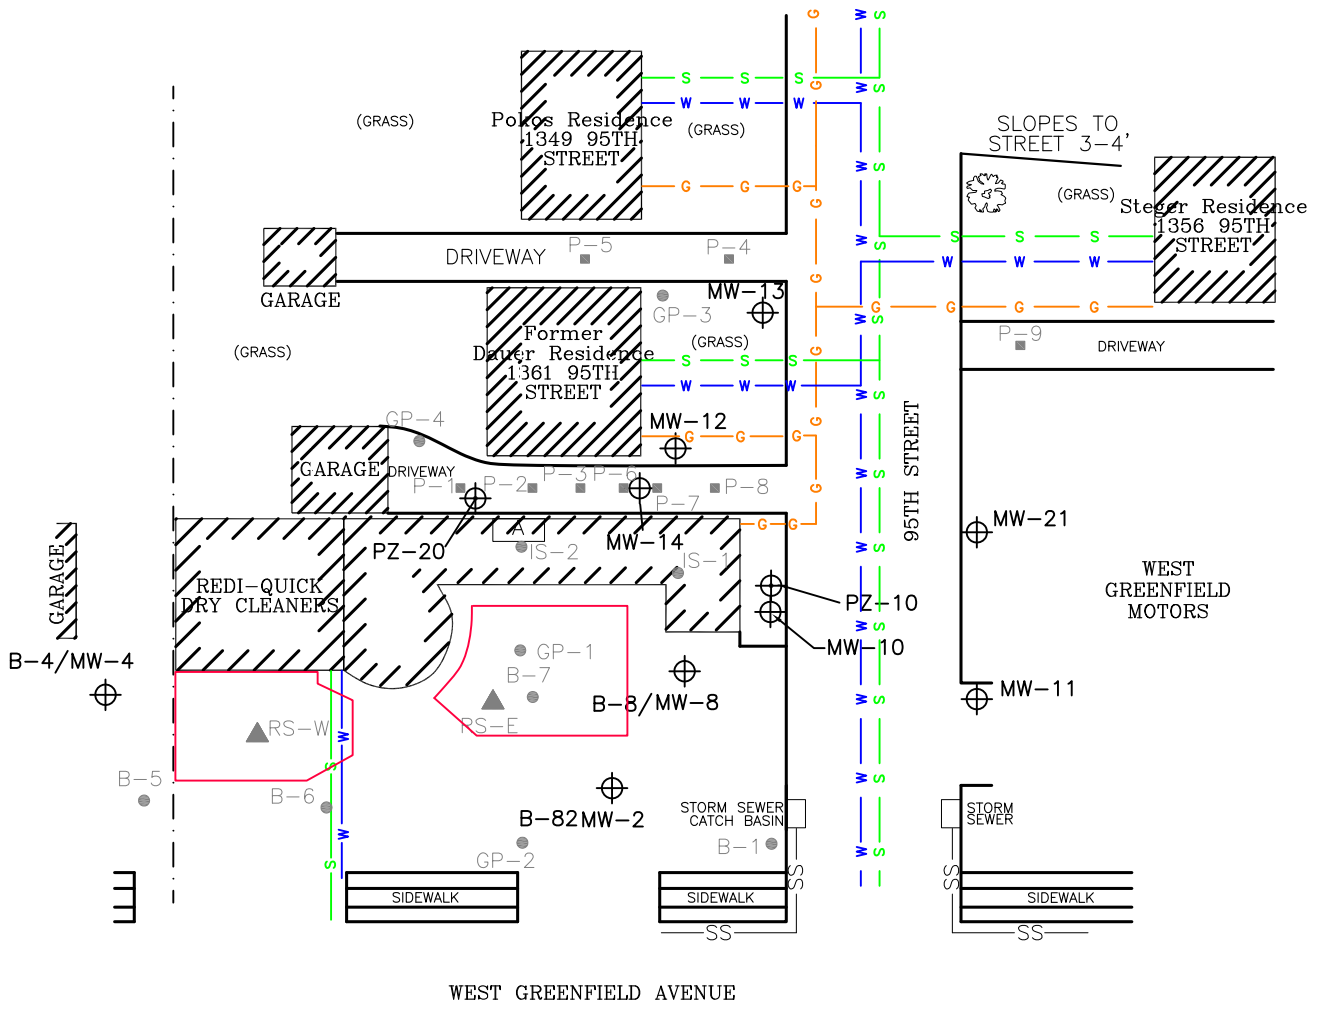 G
W
S
W
S
S
S
S
G
W
S
W
W
W
(GRASS)
Pokos Residence
1349 95TH
STREET
(GRASS)
SLOPES TO
STREET 3-4'
W
S
G
G
G
G
(GRASS)
Steger Residence
1356 95TH
STREET
P-5
P-4
DRIVEWAY
W
S
S
S
S
G
W
W
W
GARAGE
MW-13
GP-3
G
G
G
G
G
W
S
P-9
DRIVEWAY
Former
Dauer Residence
1361 95TH
STREET
(GRASS)
(GRASS)
G
S
S
S
W
W
W
W
S
GP-4
MW-12
G
G
G
G
95TH STREET
GARAGE
DRIVEWAY
P-1
P-2
P-3
P-6
P-7
P-8
G
W
S
A
G
G
MW-21
PZ-20
MW-14
IS-2
IS-1
W
S
GARAGE
REDI-QUICK
DRY CLEANERS
PZ-10
WEST
GREENFIELD
MOTORS
W
S
MW-10
B-4/MW-4
GP-1
B-7
B-8/MW-8
MW-11
RS-W
RS-E
W
S
W
S
B-5
B-6
W
S
B-82
MW-2
STORM SEWER
CATCH BASIN
STORM
SEWER
W
S
GP-2
B-1
W
S
SS
SS
SIDEWALK
SIDEWALK
SIDEWALK
SS
SS
WEST GREENFIELD AVENUE